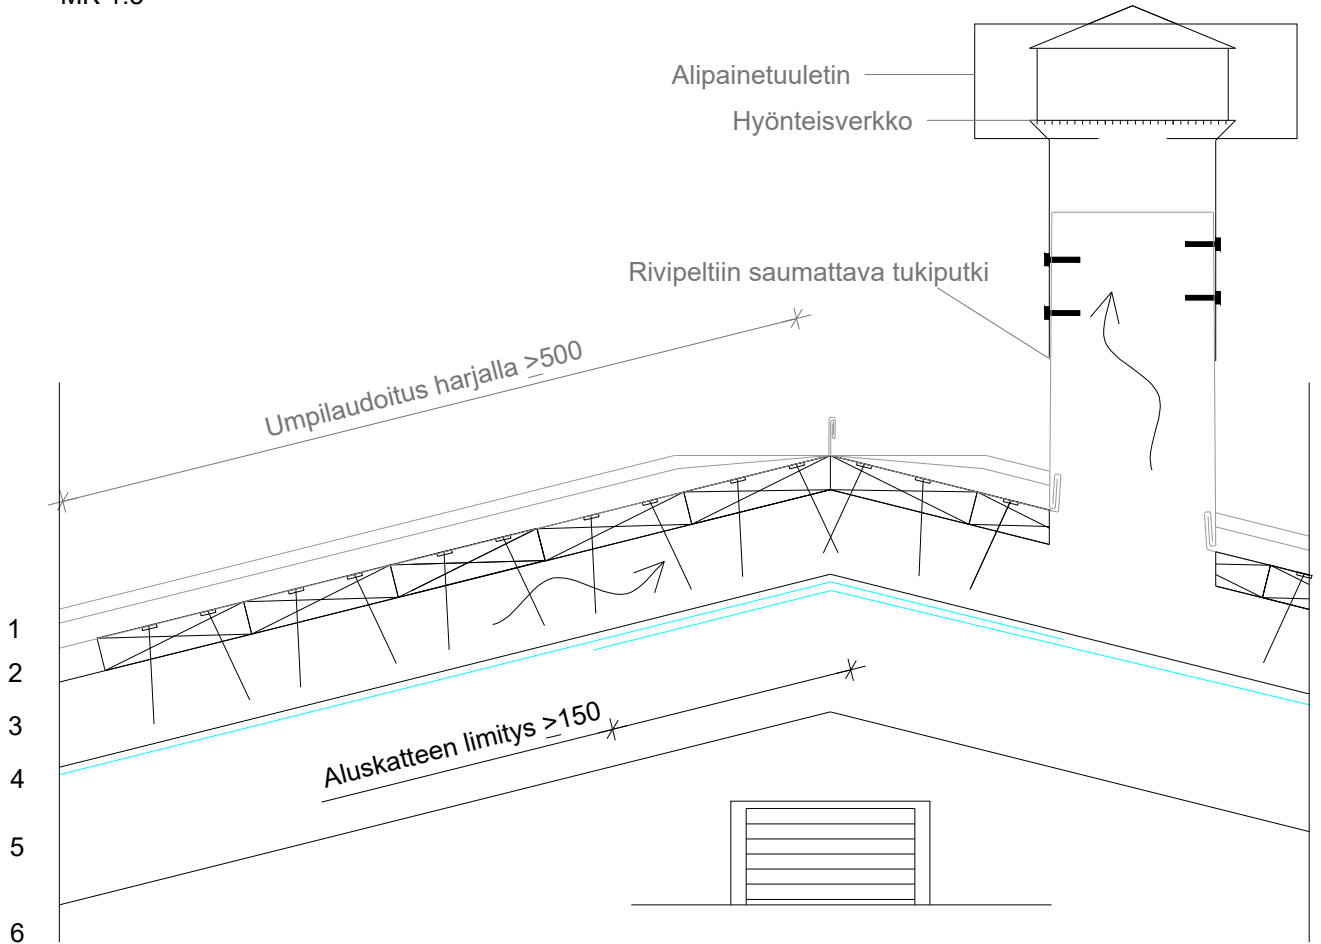 Alipainetuuletin
Hyönteisverkko
Rivipeltiin saumattava tukiputki
Umpilaudoitus harjalla ≥500
1
2
3
Aluskatteen limitys ≥150
4
5
6